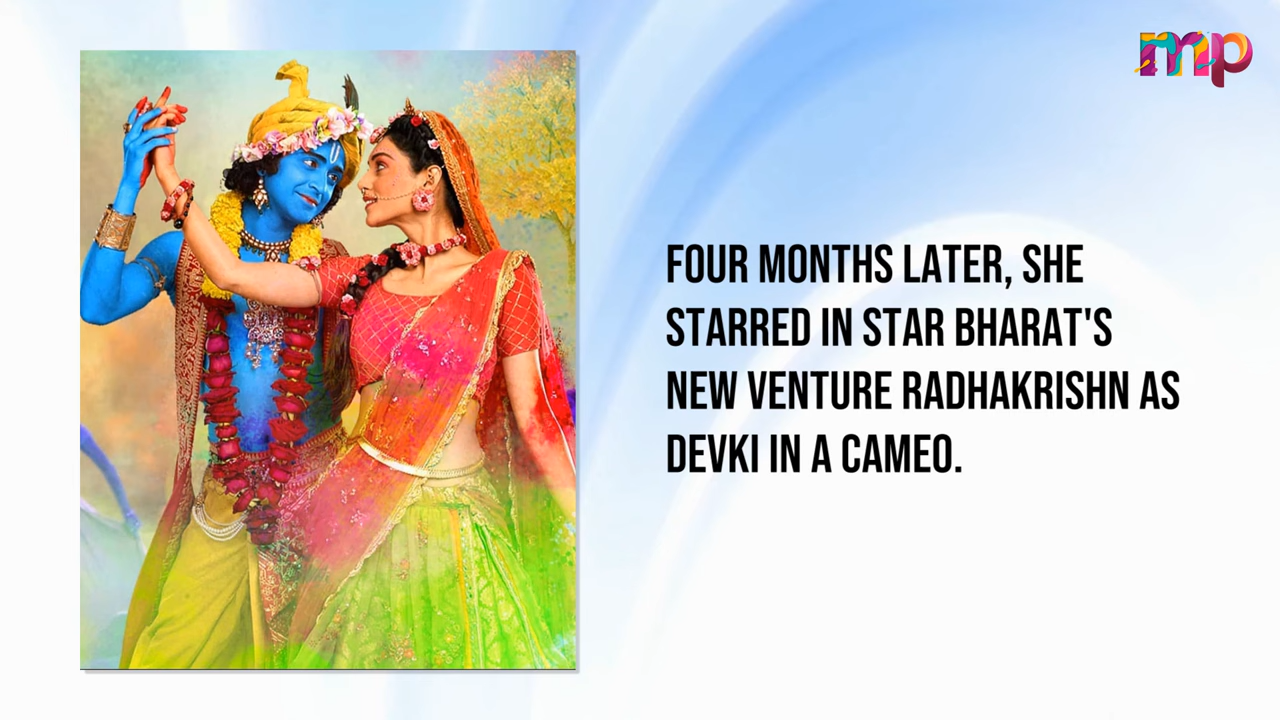 mp
FOUR MONTHS LATER, SHE
STARRED IN STAR BHARAT'S
NEW VENTURE RADHAKRISHN AS
DEVKI IN A CAMEO.